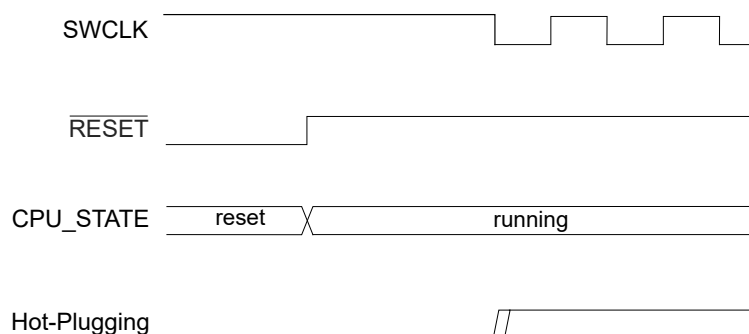 SWCLK
RESET
CPU_STATE reset running
Hot-Plugging